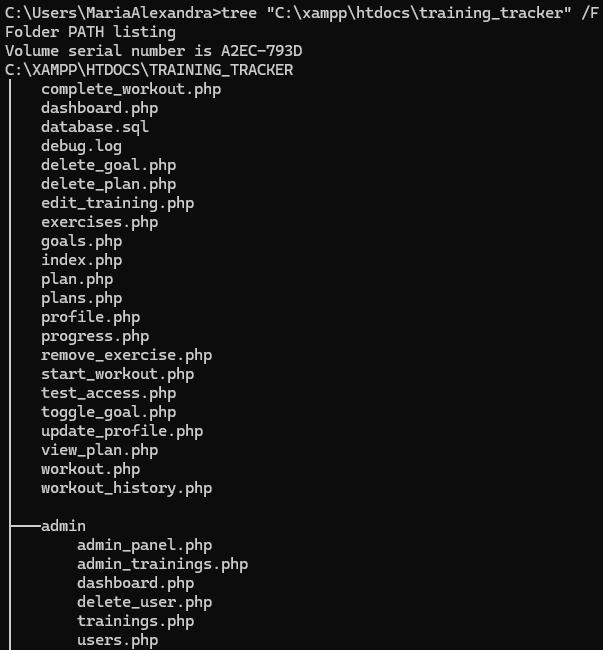 C:\Users\MariaAlexandra>tree "C:\xampp\htdocs\training_tracker" /F
Folder PATH listing
Volume serial number is A2EC-793D
C:\XAMPP\HTDOCS\TRAINING_TRACKER
complete_workout.php
dashboard.php
database.sql
debug.log
delete_goal.php
delete_plan.php
edit_training.php
exercises.php
goals.php
index.php
plan.php
plans.php
profile.php
progress.php
remove_exercise.php
start_workout.php
test_access.php
toggle_goal.php
update_profile.php
view_plan.php
workout.php
workout_history.php
admin
admin_panel.php
admin_trainings.php
dashboard.php
delete_user.php
trainings.php
users.php